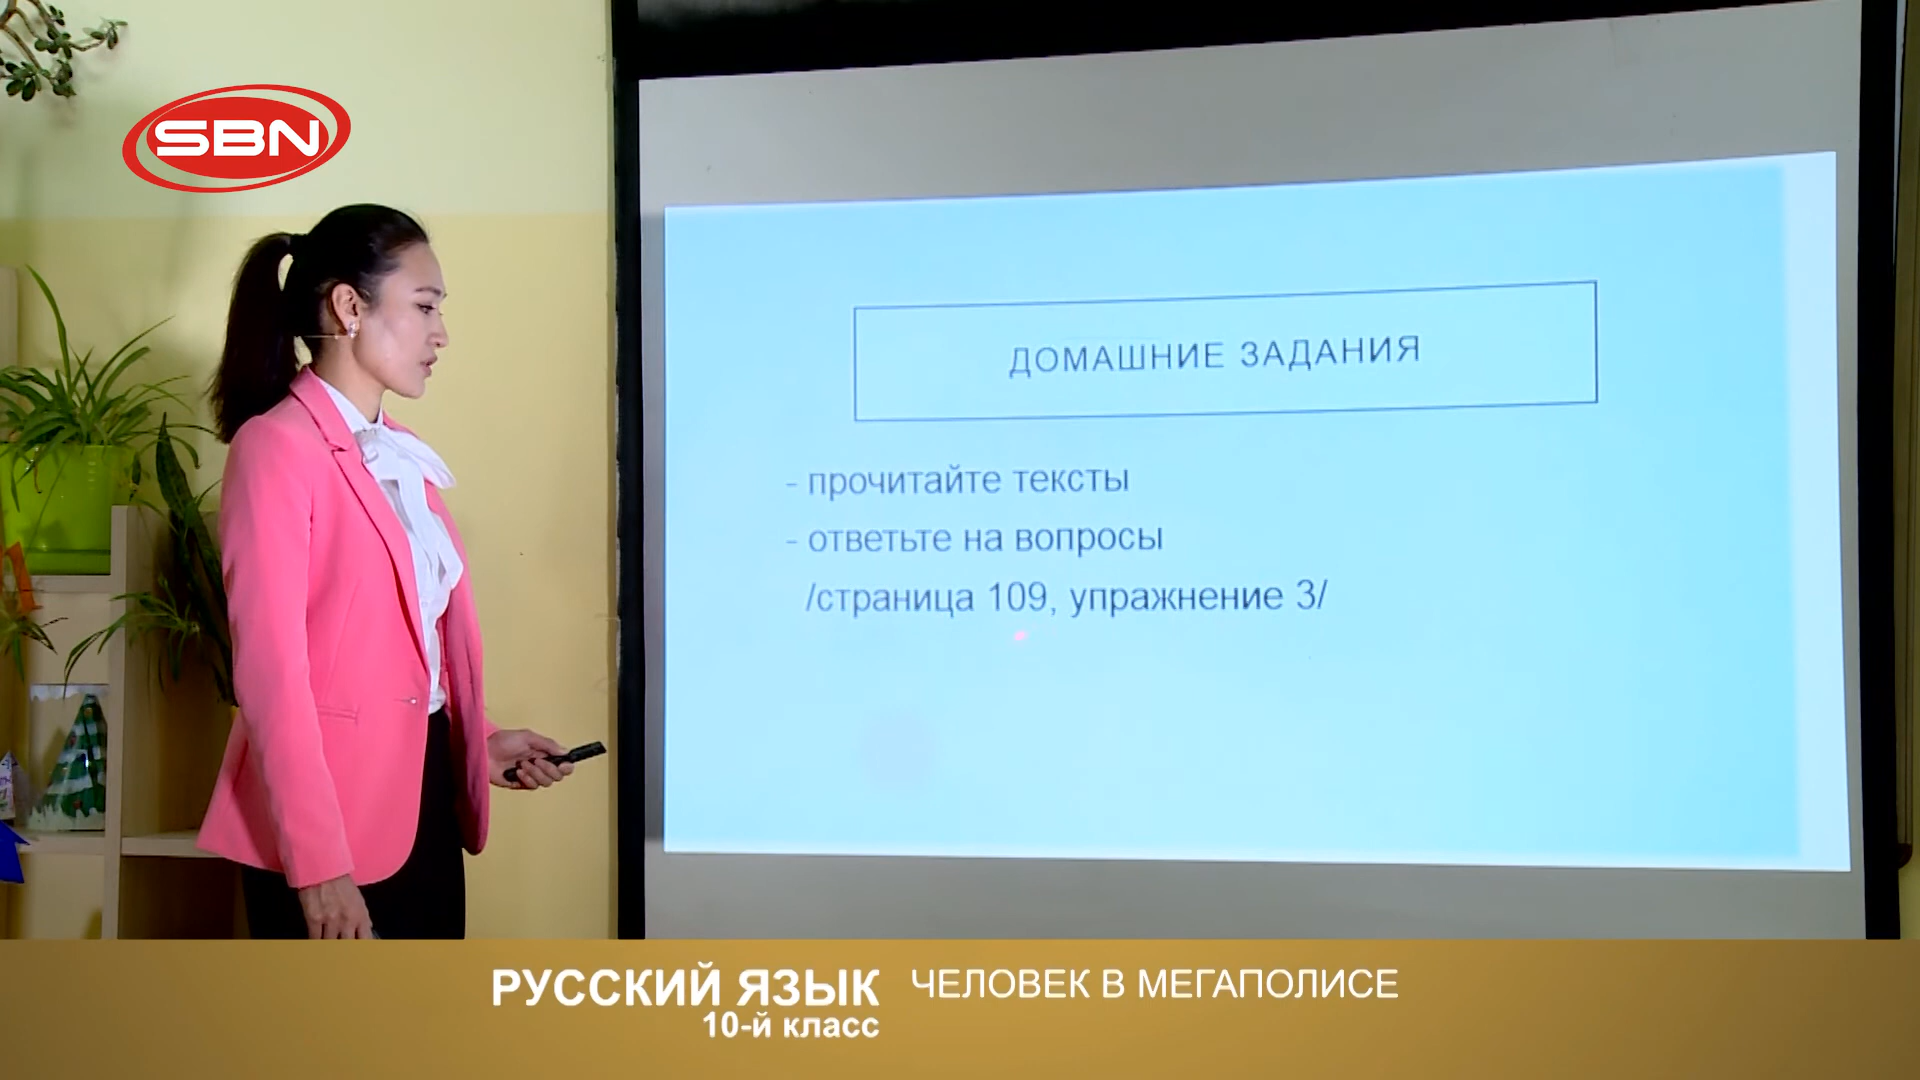 SBN
ДОМАШНИЕ ЗАДАНИЯ
- прочитайте тексты
- ответьте на вопросы
/страница 109, упражнение 3/
РУССКИЙ ЯЗЫК
10-й класс
ЧЕЛОВЕК В МЕГАПОЛИСЕ